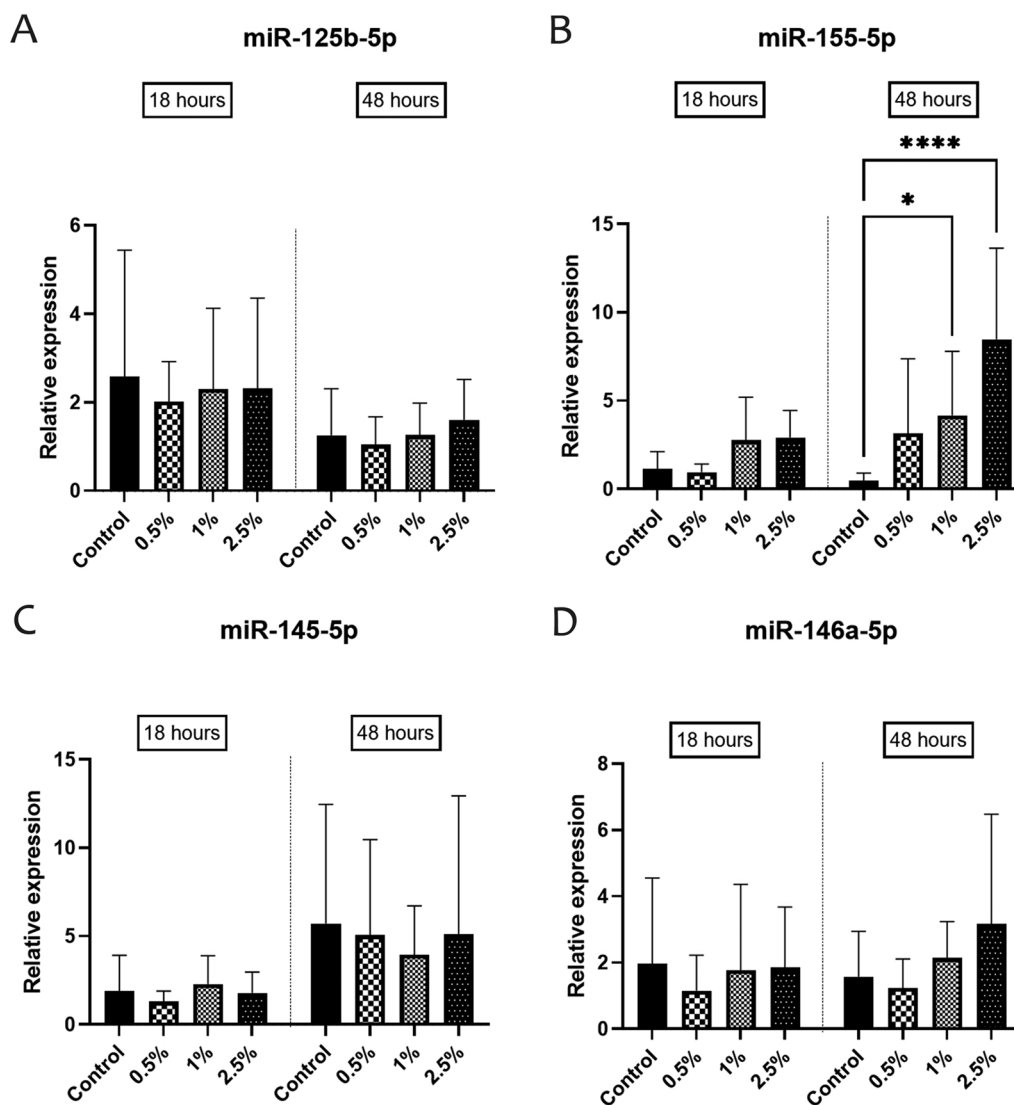 A
miR-125b-5p
18 hours
48 hours
Relative expression
6
4
2
0
Control
0.5%
1%
2.5%
Control
0.5%
1%
2.5%
B
miR-155-5p
18 hours
48 hours
****
*
Relative expression
15
10
5
0
Control
0.5%
1%
2.5%
Control
0.5%
1%
2.5%
C
miR-145-5p
18 hours
48 hours
Relative expression
15
10
5
0
Control
0.5%
1%
2.5%
Control
0.5%
1%
2.5%
D
miR-146a-5p
18 hours
48 hours
Relative expression
8
6
4
2
0
Control
0.5%
1%
2.5%
Control
0.5%
1%
2.5%